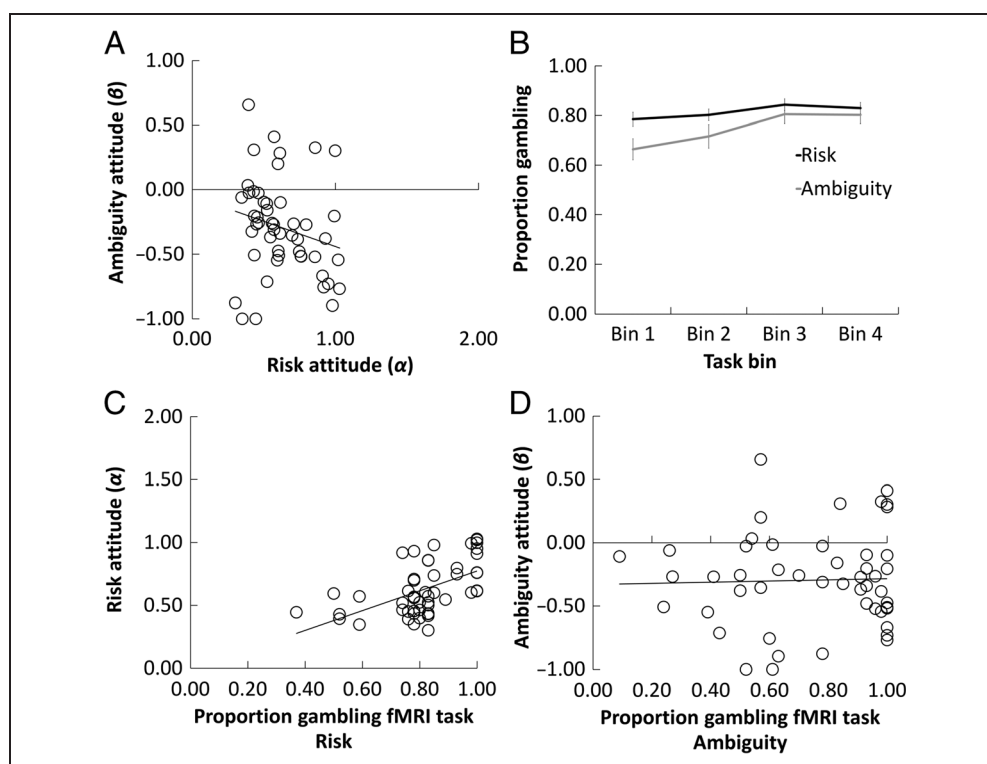 A
1.00
0.50
0.00
−0.50
−1.00
Ambiguity attitude (β)
0.00
1.00
2.00
Risk attitude (α)
B
1.00
0.80
0.60
0.40
0.20
0.00
Proportion gambling
Risk
Ambiguity
Bin 1
Bin 2
Bin 3
Bin 4
Task bin
C
2.00
1.50
1.00
0.50
0.00
Risk attitude (α)
0.00
0.20
0.40
0.60
0.80
1.00
Proportion gambling fMRI task
Risk
D
1.00
0.50
0.00
−0.50
−1.00
Ambiguity attitude (β)
0.00
0.20
0.40
0.60
0.80
1.00
Proportion gambling fMRI task
Ambiguity